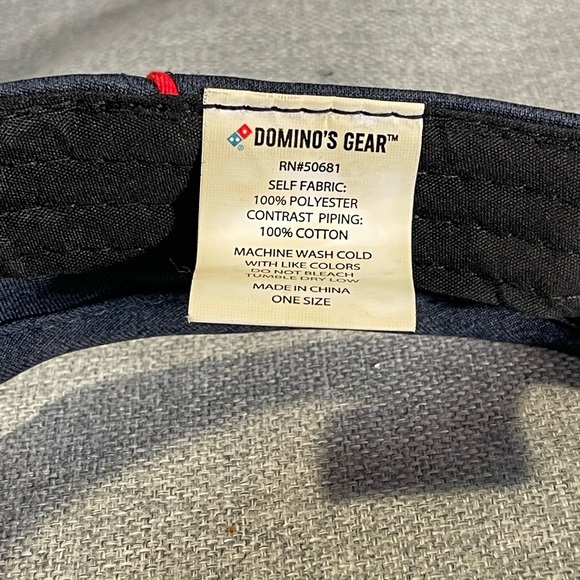 DOMINO'S GEAR™
RN#50681
SELF FABRIC:
100% POLYESTER
CONTRAST PIPING:
100% COTTON
MACHINE WASH COLD
WITH LIKE COLORS
DO NOT BLEACH
TUMBLE DRY LOW
MADE IN CHINA
ONE SIZE